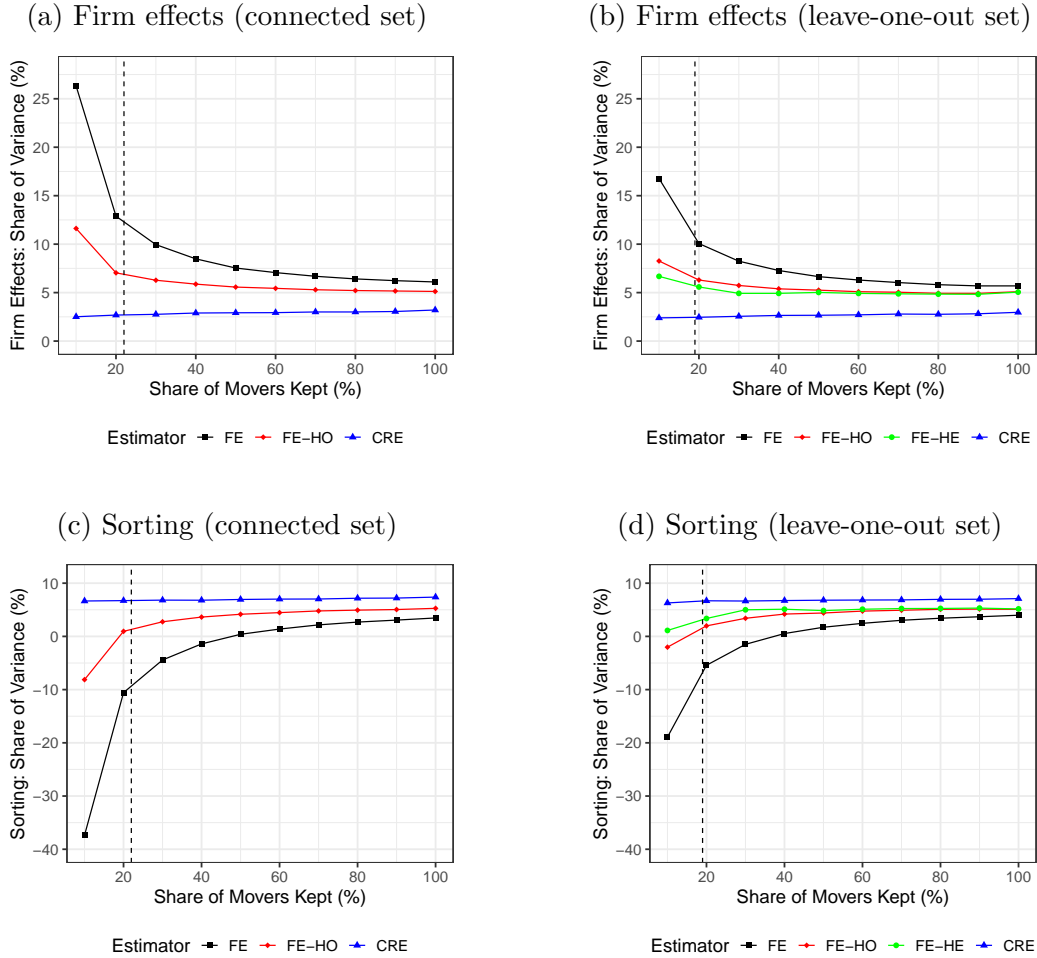 (a) Firm effects (connected set)
Firm Effects: Share of Variance (%)
25
20
15
10
5
0
20 40 60 80 100
Share of Movers Kept (%)
Estimator FE FE−HO CRE
(b) Firm effects (leave-one-out set)
Firm Effects: Share of Variance (%)
25
20
15
10
5
0
20 40 60 80 100
Share of Movers Kept (%)
Estimator FE FE−HO FE−HE CRE
(c) Sorting (connected set)
Sorting: Share of Variance (%)
10
0
−10
−20
−30
−40
20 40 60 80 100
Share of Movers Kept (%)
Estimator FE FE−HO CRE
(d) Sorting (leave-one-out set)
Sorting: Share of Variance (%)
10
0
−10
−20
−30
−40
20 40 60 80 100
Share of Movers Kept (%)
Estimator FE FE−HO FE−HE CRE